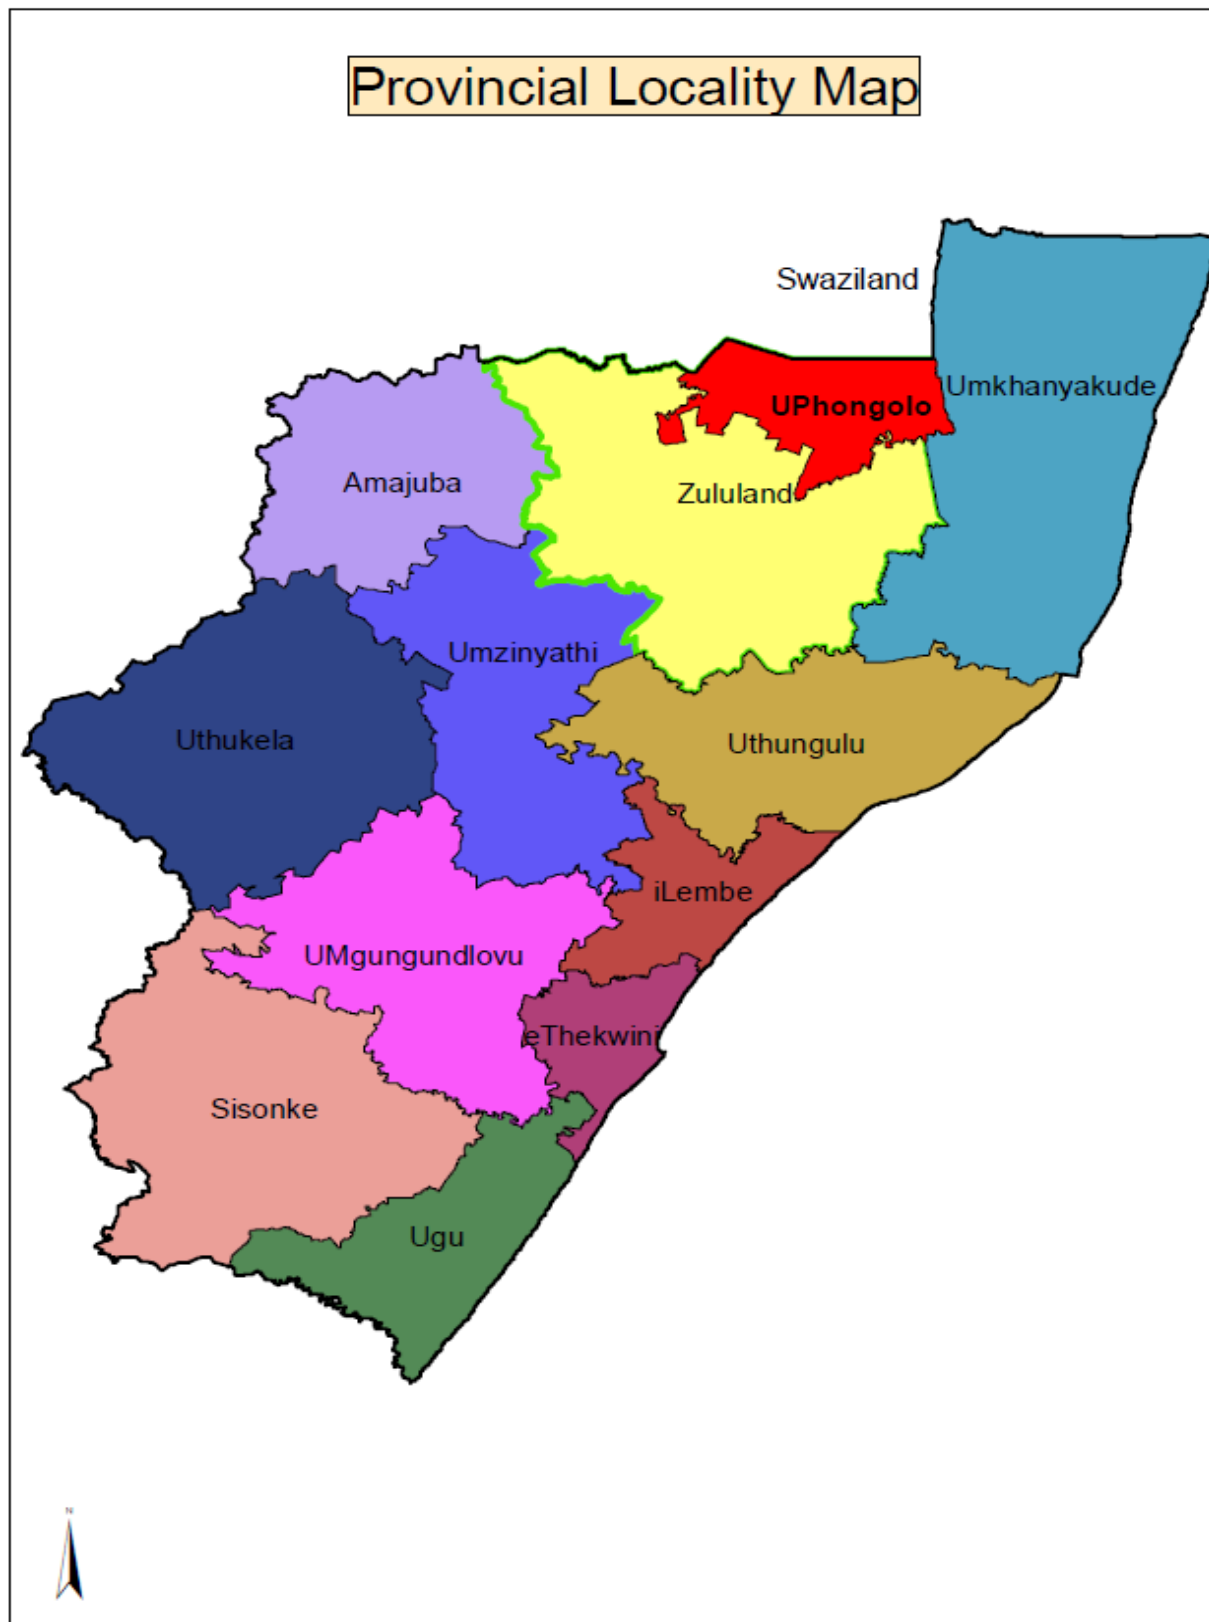 Provincial Locality Map
Swaziland
Umkhanyakude
UPhongolo
Amajuba
Zululand
Umzinyathi
Uthukela
Uthungulu
iLembe
UMgungundlovu
eThekwini
Sisonke
Ugu
N